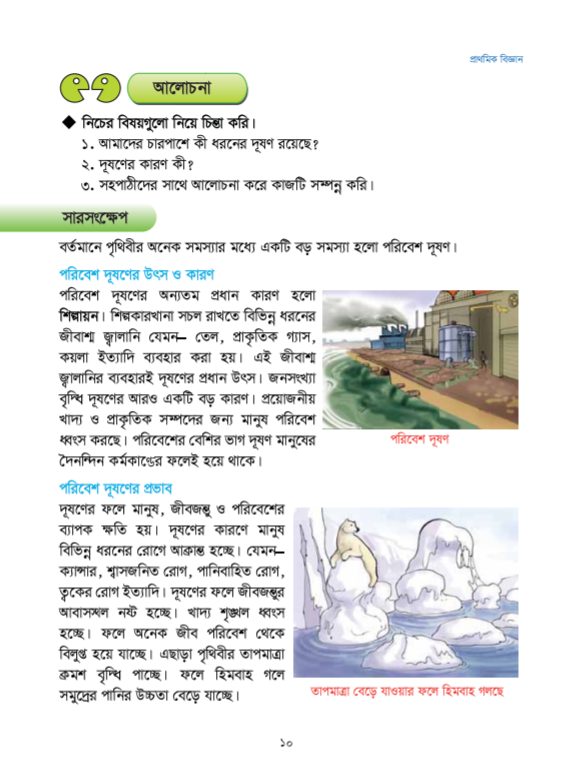 প্রাথমিক বিজ্ঞান
আলোচনা
◆ নিচের বিষয়গুলো নিয়ে চিন্তা করি।
১. আমাদের চারপাশে কী ধরনের দূষণ রয়েছে?
২. দূষণের কারণ কী?
৩. সহপাঠীদের সাথে আলোচনা করে কাজটি সম্পন্ন করি।
সারসংক্ষেপ
বর্তমানে পৃথিবীর অনেক সমস্যার মধ্যে একটি বড় সমস্যা হলো পরিবেশ দূষণ।
পরিবেশ দূষণের উৎস ও কারণ
পরিবেশ দূষণের অন্যতম প্রধান কারণ হলো
শিল্পায়ন। শিল্পকারখানা সচল রাখতে বিভিন্ন ধরনের
জীবাশ্ম জ্বালানি যেমন– তেল, প্রাকৃতিক গ্যাস,
কয়লা ইত্যাদি ব্যবহার করা হয়। এই জীবাশ্ম
জ্বালানির ব্যবহারই দূষণের প্রধান উৎস। জনসংখ্যা
বৃদ্ধি দূষণের আরও একটি বড় কারণ। প্রয়োজনীয়
খাদ্য ও প্রাকৃতিক সম্পদের জন্য মানুষ পরিবেশ
ধ্বংস করছে। পরিবেশের বেশির ভাগ দূষণ মানুষের
দৈনন্দিন কর্মকাণ্ডের ফলেই হয়ে থাকে।
পরিবেশ দূষণ
পরিবেশ দূষণের প্রভাব
দূষণের ফলে মানুষ, জীবজন্তু ও পরিবেশের
ব্যাপক ক্ষতি হয়। দূষণের কারণে মানুষ
বিভিন্ন ধরনের রোগে আক্রান্ত হচ্ছে। যেমন–
ক্যান্সার, শ্বাসজনিত রোগ, পানিবাহিত রোগ,
ত্বকের রোগ ইত্যাদি। দূষণের ফলে জীবজন্তুর
আবাসস্থল নষ্ট হচ্ছে। খাদ্য শৃঙ্খল ধ্বংস
হচ্ছে। ফলে অনেক জীব পরিবেশ থেকে
বিলুপ্ত হয়ে যাচ্ছে। এছাড়া পৃথিবীর তাপমাত্রা
ক্রমশ বৃদ্ধি পাচ্ছে। ফলে হিমবাহ গলে
সমুদ্রের পানির উচ্চতা বেড়ে যাচ্ছে।
তাপমাত্রা বেড়ে যাওয়ার ফলে হিমবাহ গলছে
১০